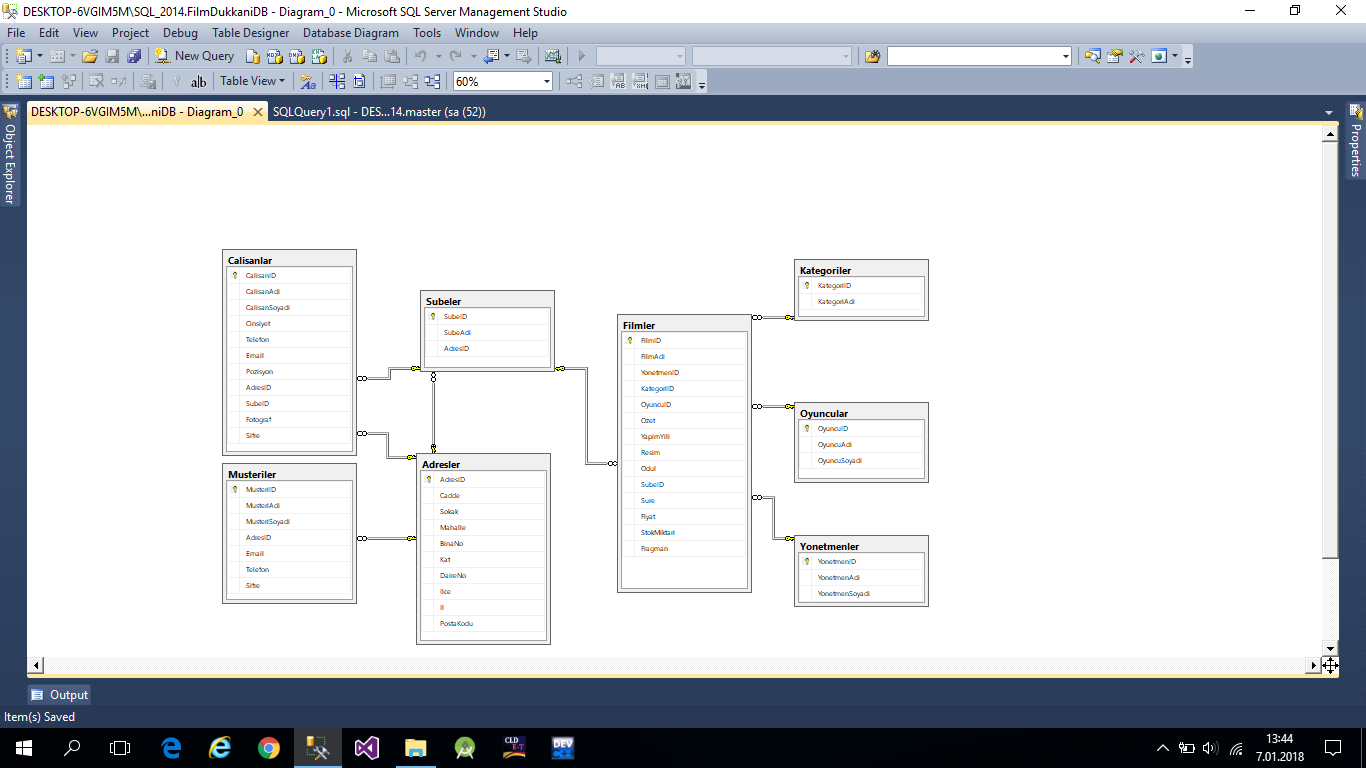 DESKTOP-6VGIM5M\SQL_2014.FilmDukkaniDB - Diagram_0 - Microsoft SQL Server Management Studio
File Edit View Project Debug Table Designer Database Diagram Tools Window Help
New Query
Table View 60%
DESKTOP-6VGIM5M\...niDB - Diagram_0 SQLQuery1.sql - DES...14.master (sa (52))
Object Explorer
Properties
Calisanlar
CalisanID
CalisanAdi
CalisanSoyadi
Cinsiyet
Telefon
Email
Pozisyon
AdresID
SubeID
Fotograf
Sifre
Musteriler
MusteriID
MusteriAdi
MusteriSoyadi
AdresID
Email
Telefon
Sifre
Subeler
SubeID
SubeAdi
AdresID
Adresler
AdresID
Cadde
Sokak
Mahalle
BinaNo
Kat
DaireNo
Ilce
Il
PostaKodu
Filmler
FilmID
FilmAdi
YonetmenID
KategoriID
OyuncuID
Ozet
YapimYili
Resim
Odul
SubeID
Sure
Fiyat
StokMiktari
Fragman
Kategoriler
KategoriID
KategoriAdi
Oyuncular
OyuncuID
OyuncuAdi
OyuncuSoyadi
Yonetmenler
YonetmenID
YonetmenAdi
YonetmenSoyadi
Output
Item(s) Saved
CLD
DEV
13:44
7.01.2018